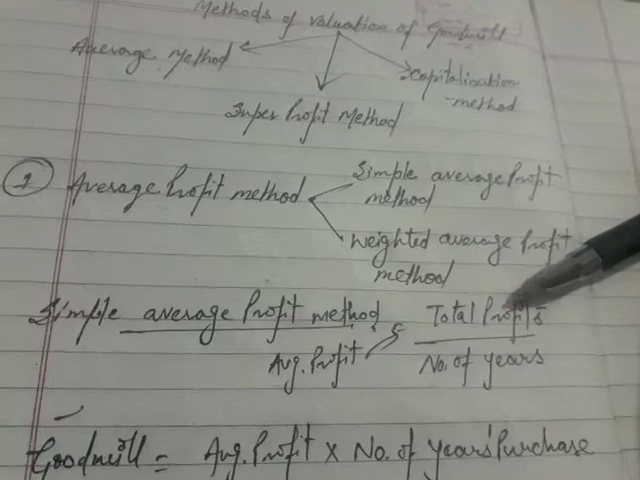 Methods of valuation of Goodwill
Average Method
Capitalisation
method
Super Profit Method
1 Average Profit method
Simple average Profit
method
Weighted average Profit
method
Simple average Profit method
Avg. Profit
Total Profits
No. of years
Goodwill = Avg. Profit × No. of Years' Purchase